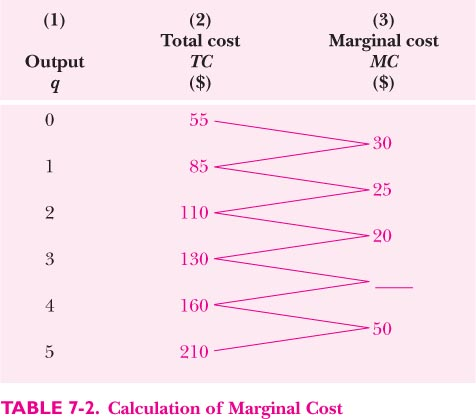 (1) (2) (3)
Total cost Marginal cost
Output TC MC
q ($) ($)
0 55
30
1 85
25
2 110
20
3 130
____
4 160
50
5 210
TABLE 7-2. Calculation of Marginal Cost